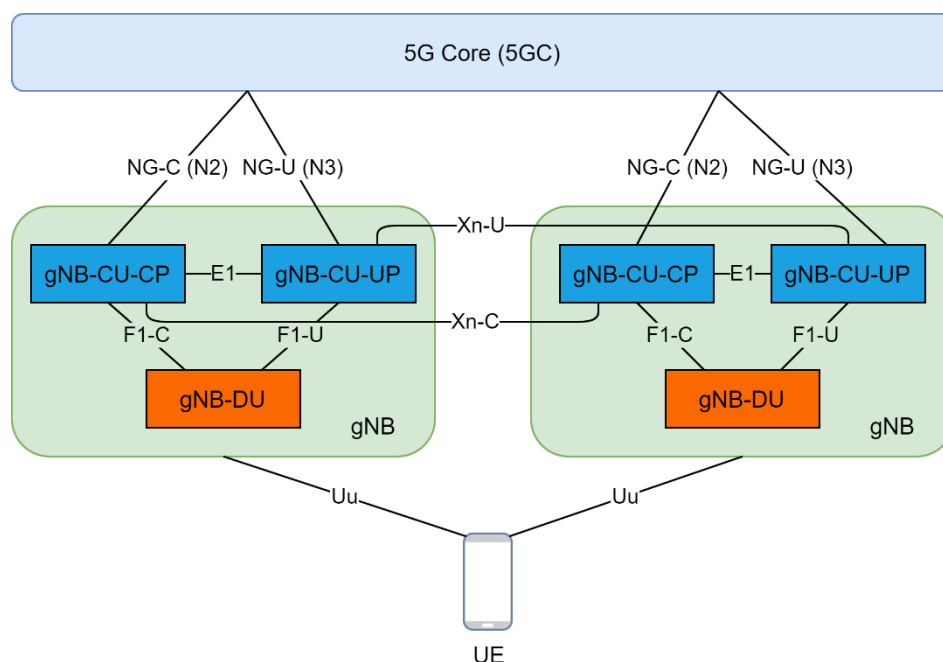 5G Core (5GC)
NG-C (N2)
NG-U (N3)
NG-C (N2)
NG-U (N3)
Xn-U
gNB-CU-CP
E1
gNB-CU-UP
gNB-CU-CP
E1
gNB-CU-UP
Xn-C
F1-C
F1-U
F1-C
F1-U
gNB-DU
gNB
gNB-DU
gNB
Uu
Uu
UE